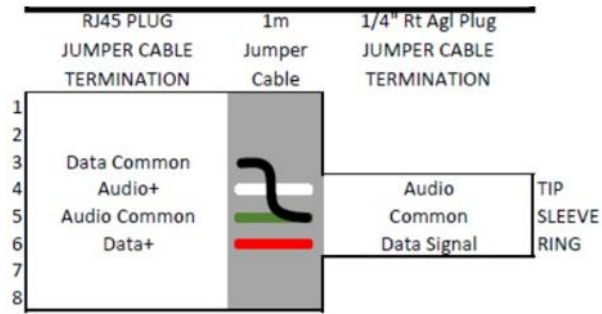 RJ45 PLUG 1m 1/4" Rt Agl Plug
JUMPER CABLE Jumper JUMPER CABLE
TERMINATION Cable TERMINATION
1
2
3 Data Common
4 Audio+ Audio TIP
5 Audio Common Common SLEEVE
6 Data+ Data Signal RING
7
8